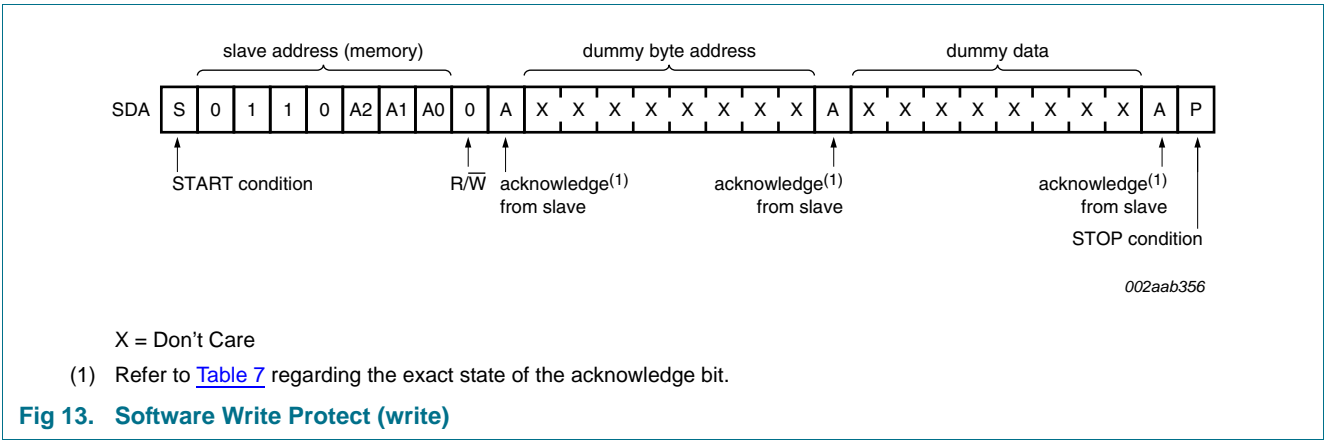 slave address (memory) dummy byte address dummy data
SDA S 0 1 1 0 A2 A1 A0 0 A X X X X X X X X A X X X X X X X X A P
START condition R/W̅ acknowledge(1) acknowledge(1) acknowledge(1)
from slave from slave from slave
STOP condition
002aab356
X = Don't Care
(1) Refer to Table 7 regarding the exact state of the acknowledge bit.
Fig 13. Software Write Protect (write)